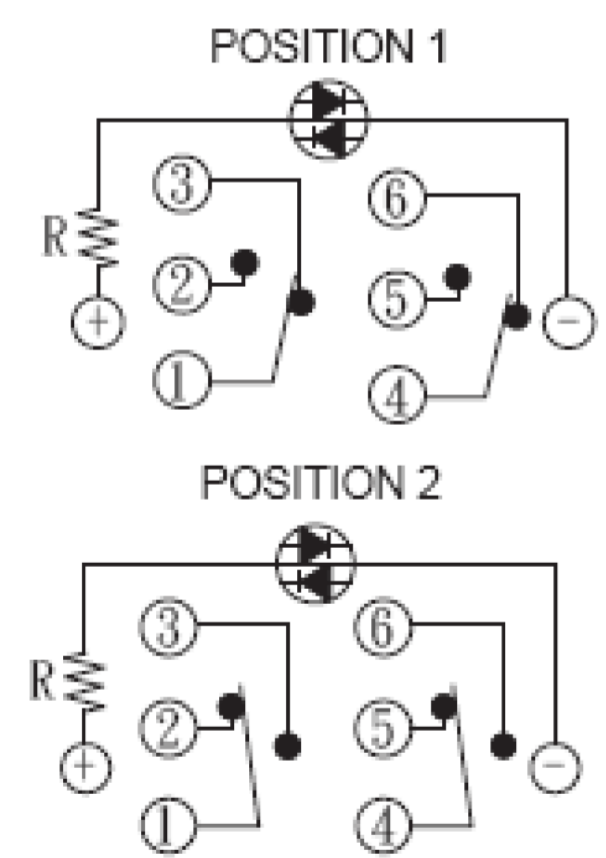 POSITION 1
③ ⑥
R ② ⑤
+ −
① ④
POSITION 2
③ ⑥
R ② ⑤
+ −
① ④